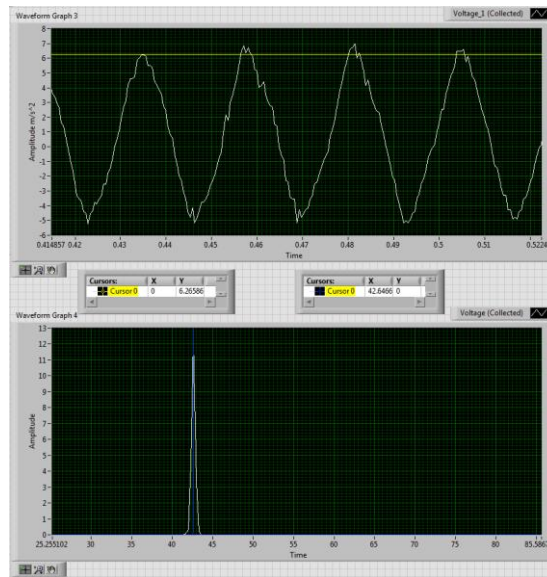 Waveform Graph 3
Voltage_1 (Collected)
Amplitude m/s^2
8
7
6
5
4
3
2
1
0
-1
-2
-3
-4
-5
-6
0.414857 0.42 0.43 0.44 0.45 0.46 0.47 0.48 0.49 0.5 0.51 0.5224
Time
Cursors: X Y
Cursor 0 0 6.26586
Cursors: X Y
Cursor 0 42.6466 0
Waveform Graph 4
Voltage (Collected)
Amplitude
13
12
11
10
9
8
7
6
5
4
3
2
1
0
25.255102 30 35 40 45 50 55 60 65 70 75 80 85.5867
Time